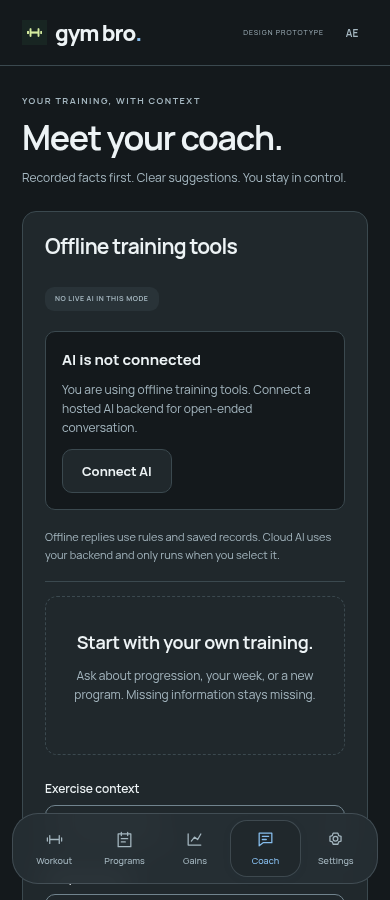 gym bro.
DESIGN PROTOTYPE
AE
YOUR TRAINING, WITH CONTEXT
Meet your coach.
Recorded facts first. Clear suggestions. You stay in control.
Offline training tools
NO LIVE AI IN THIS MODE
AI is not connected
You are using offline training tools. Connect a
hosted AI backend for open-ended
conversation.
Connect AI
Offline replies use rules and saved records. Cloud AI uses
your backend and only runs when you select it.
Start with your own training.
Ask about progression, your week, or a new
program. Missing information stays missing.
Exercise context
Workout
Programs
Gains
Coach
Settings